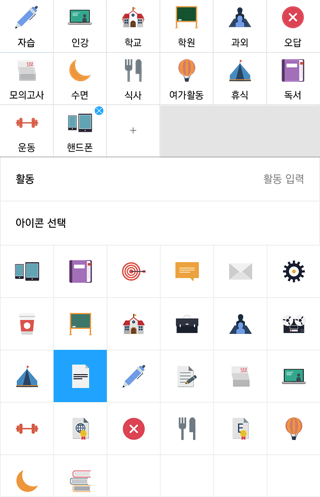 자습 인강 학교 학원 과외 오답
모의고사 수면 식사 여가활동 휴식 독서
운동 핸드폰 +
활동 활동 입력
아이콘 선택